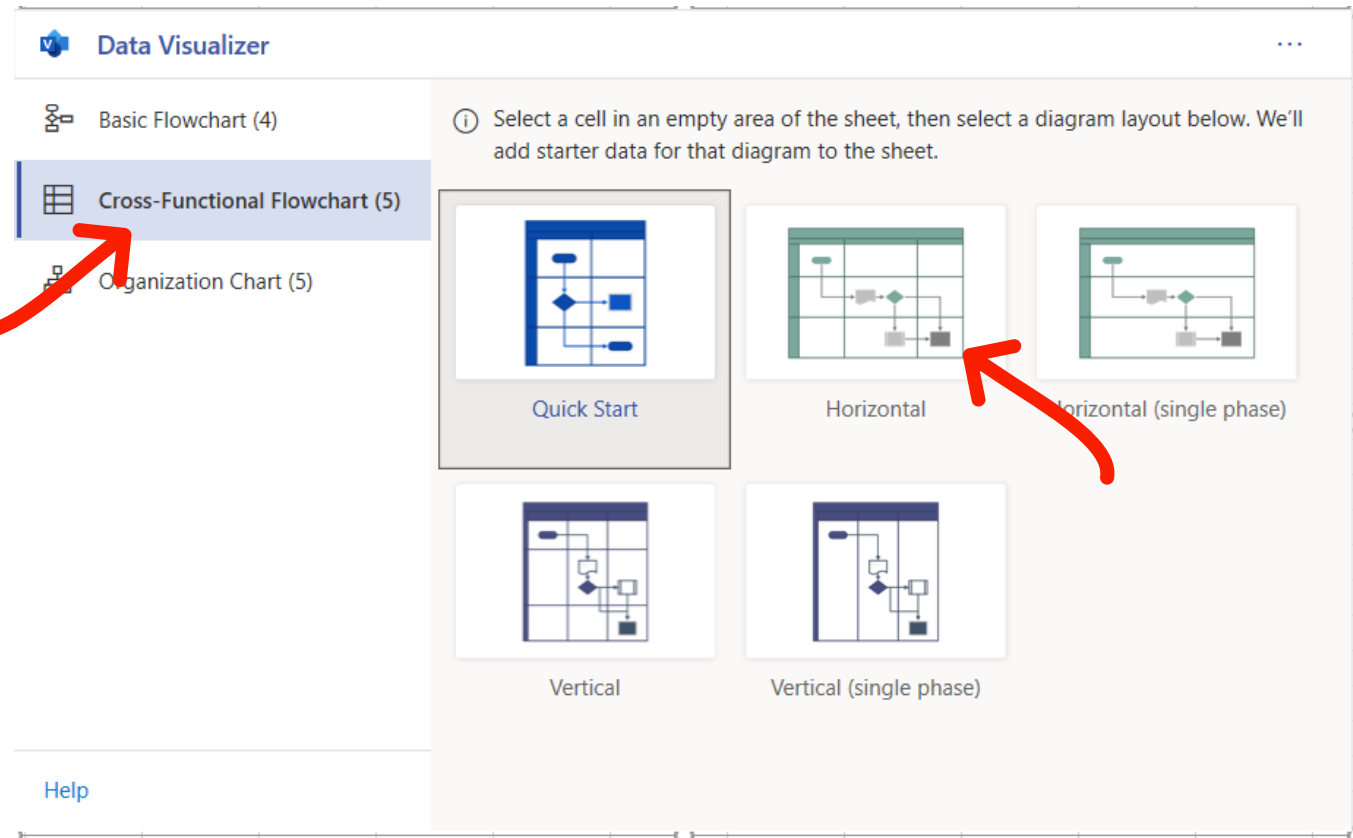 Data Visualizer
...
Basic Flowchart (4)
Cross-Functional Flowchart (5)
Organization Chart (5)
Select a cell in an empty area of the sheet, then select a diagram layout below. We'll
add starter data for that diagram to the sheet.
Quick Start
Horizontal
Horizontal (single phase)
Vertical
Vertical (single phase)
Help